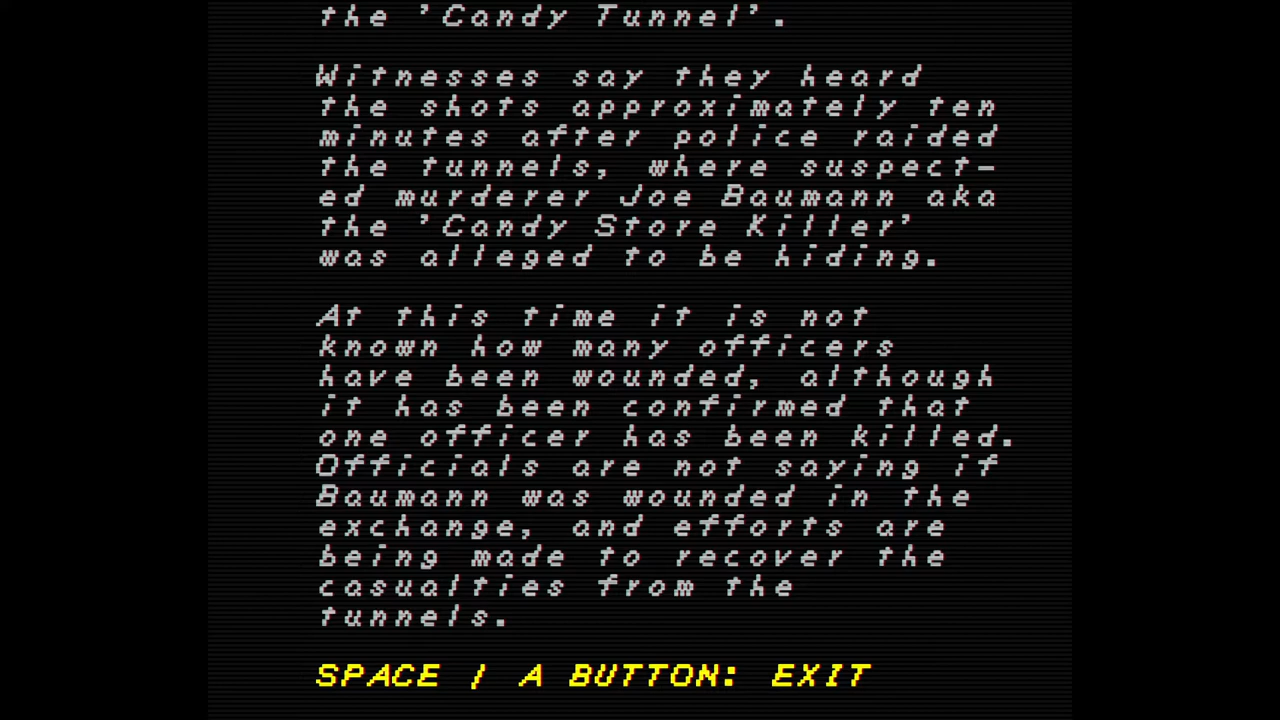 the 'Candy Tunnel'.
Witnesses say they heard
the shots approximately ten
minutes after police raided
the tunnels, where suspect-
ed murderer Joe Baumann aka
the 'Candy Store Killer'
was alleged to be hiding.
At this time it is not
known how many officers
have been wounded, although
it has been confirmed that
one officer has been killed.
Officials are not saying if
Baumann was wounded in the
exchange, and efforts are
being made to recover the
casualties from the
tunnels.
SPACE / A BUTTON: EXIT